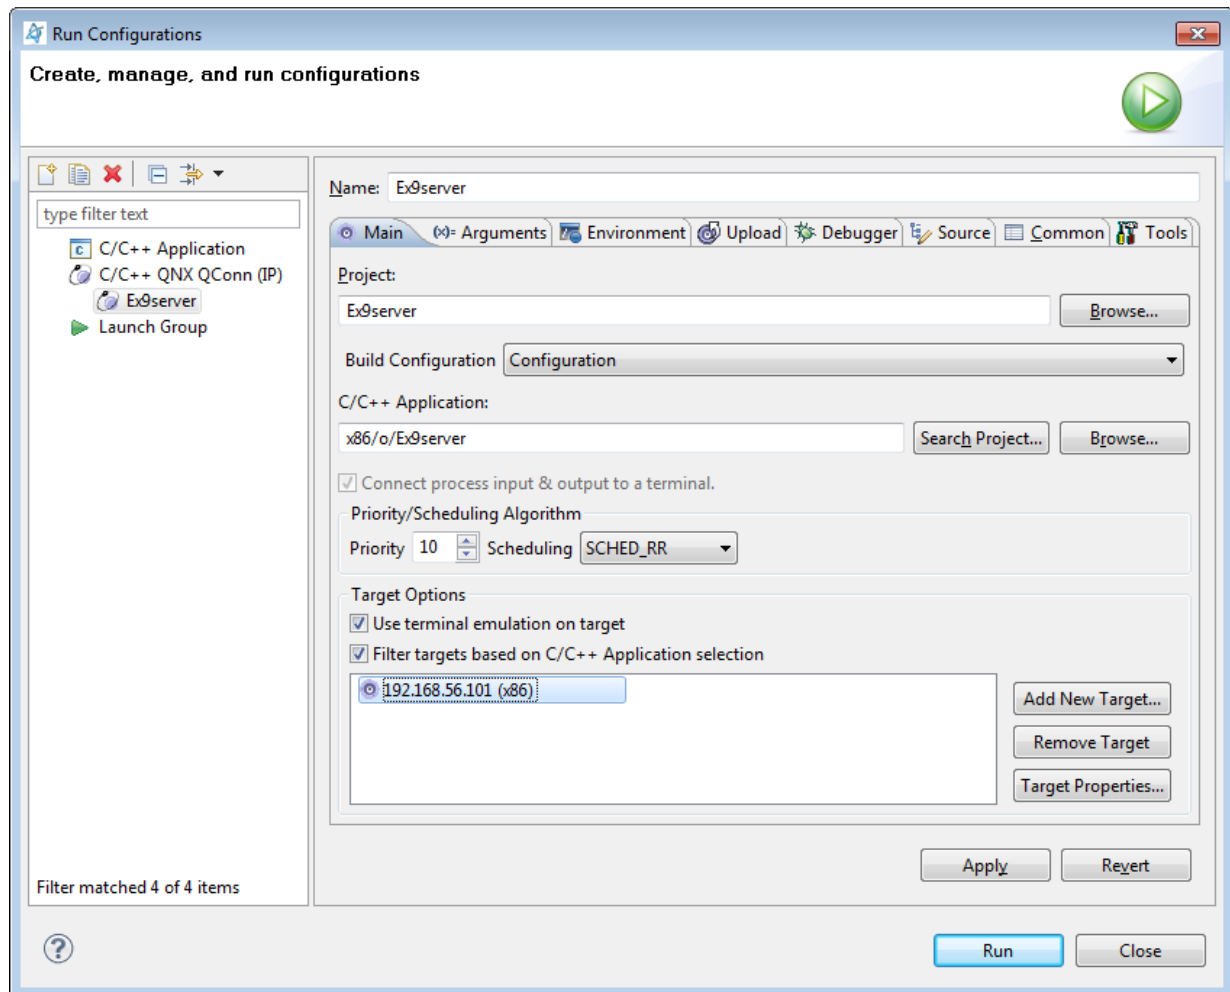 Run Configurations
Create, manage, and run configurations
type filter text
C/C++ Application
C/C++ QNX QConn (IP)
Ex9server
Launch Group
Filter matched 4 of 4 items
Name: Ex9server
Main (x)= Arguments Environment Upload Debugger Source Common Tools
Project:
Ex9server Browse...
Build Configuration Configuration
C/C++ Application:
x86/o/Ex9server Search Project... Browse...
Connect process input & output to a terminal.
Priority/Scheduling Algorithm
Priority 10 Scheduling SCHED_RR
Target Options
Use terminal emulation on target
Filter targets based on C/C++ Application selection
192.168.56.101 (x86)
Add New Target...
Remove Target
Target Properties...
Apply Revert
? Run Close